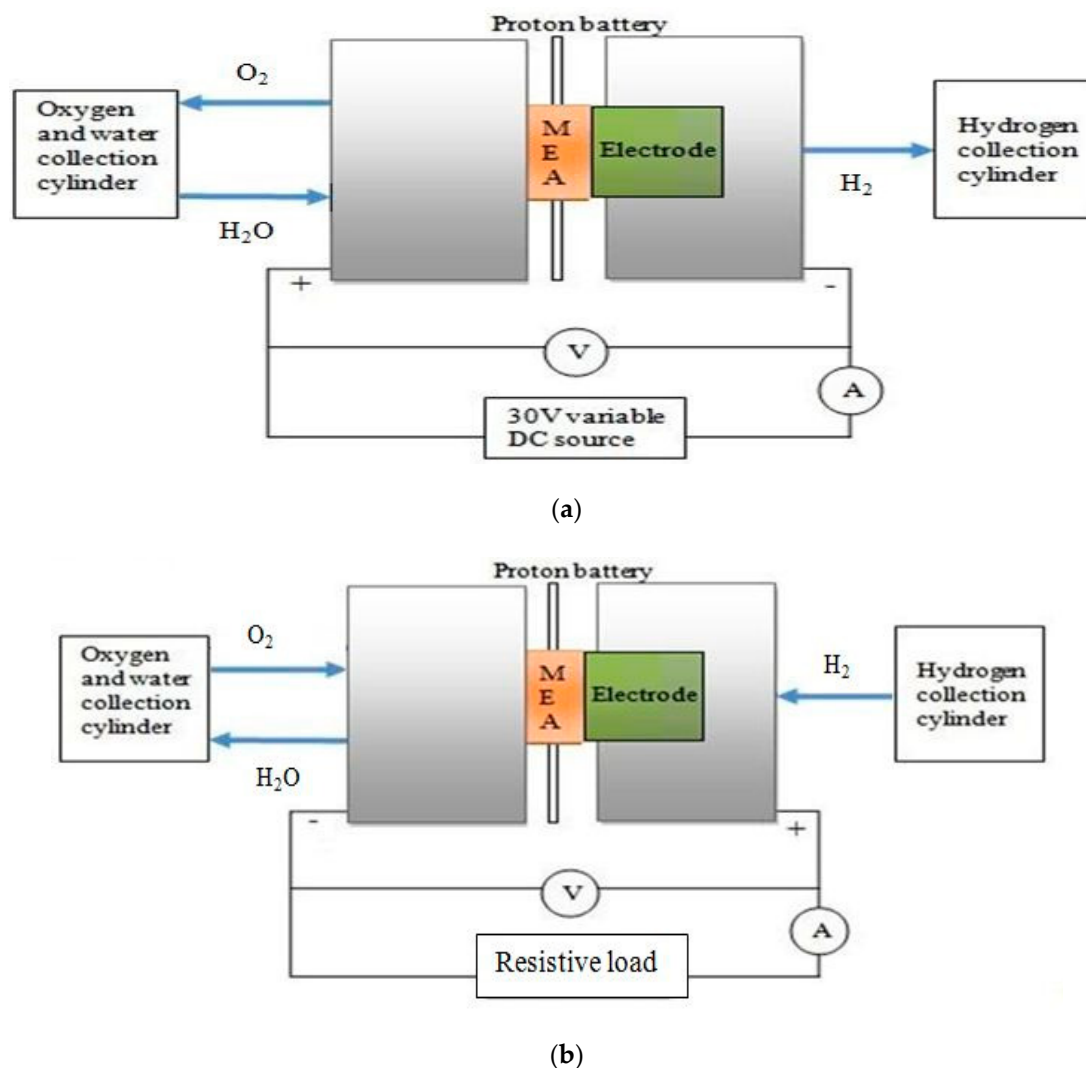 Proton battery
O₂
Oxygen
and water
collection
cylinder
H₂O
M
E
A
Electrode
H₂
Hydrogen
collection
cylinder
+
-
V
A
30V variable
DC source
(a)
Proton battery
O₂
Oxygen
and water
collection
cylinder
H₂O
M
E
A
Electrode
H₂
Hydrogen
collection
cylinder
-
+
V
A
Resistive load
(b)